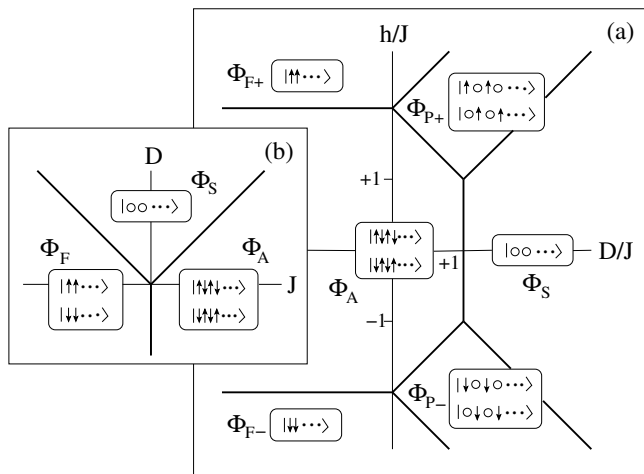 h/J
(a)
Φ_F+ |↑↑⋯⟩
Φ_P+ |↑○↑○ ⋯⟩
|○↑○↑ ⋯⟩
(b)
D
Φ_S
|○○ ⋯⟩
+1
Φ_F
|↑↑⋯⟩
|↓↓⋯⟩
Φ_A
|↑↓↑↓⋯⟩
|↓↑↓↑⋯⟩
J
|↑↓↑↓⋯⟩
|↓↑↓↑⋯⟩
Φ_A
+1
|○○ ⋯⟩
Φ_S
D/J
−1
Φ_P− |↓○↓○ ⋯⟩
|○↓○↓ ⋯⟩
Φ_F− |↓↓⋯⟩